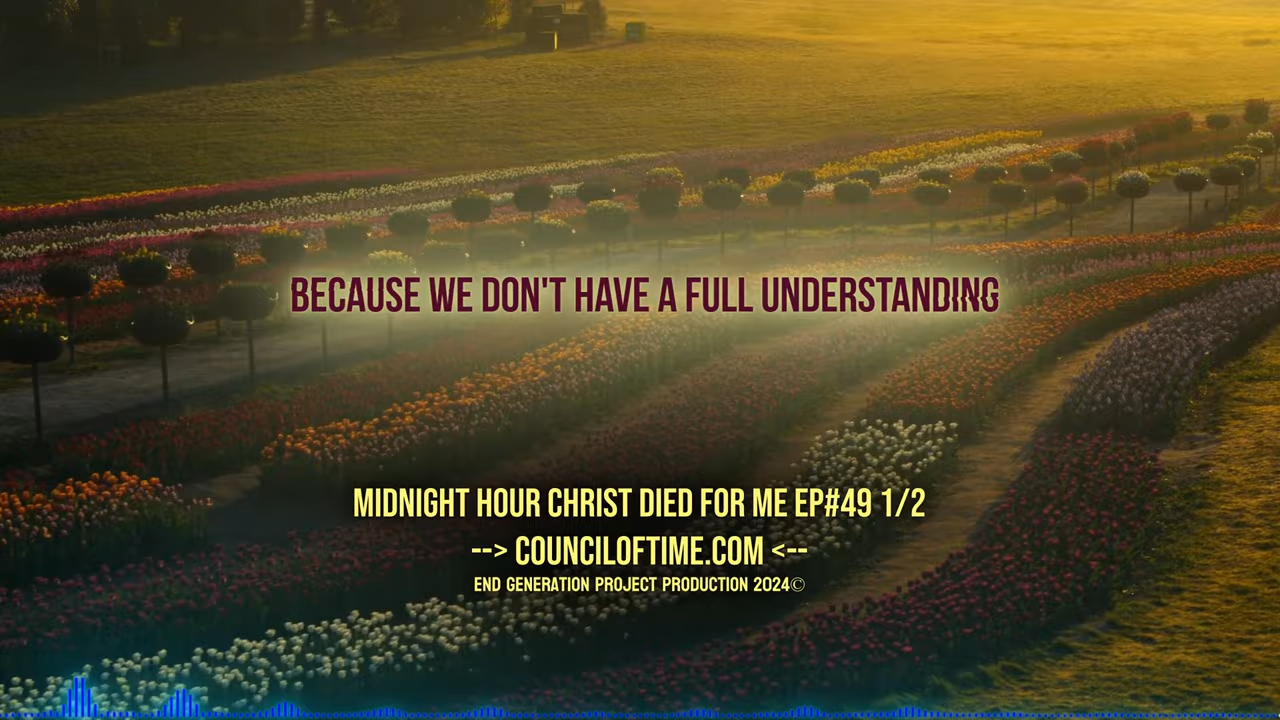 BECAUSE WE DON'T HAVE A FULL UNDERSTANDING
MIDNIGHT HOUR CHRIST DIED FOR ME EP#49 1/2
--> COUNCILOFTIME.COM <--
END GENERATION PROJECT PRODUCTION 2024©